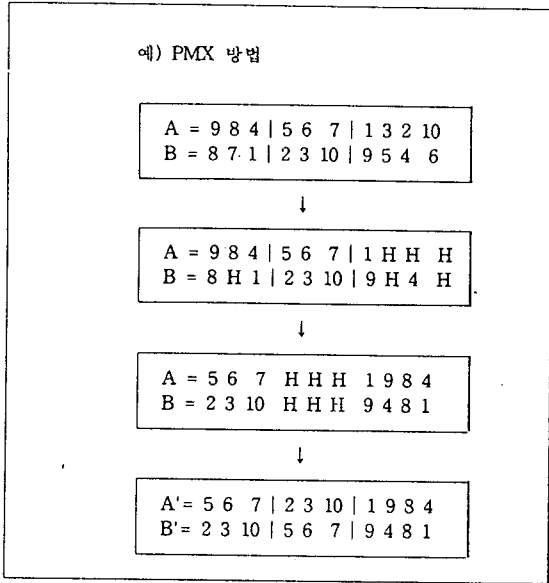 예) PMX 방법
A = 9 8 4 | 5 6 7 | 1 3 2 10
B = 8 7 1 | 2 3 10 | 9 5 4 6
↓
A = 9 8 4 | 5 6 7 | 1 H H H
B = 8 H 1 | 2 3 10 | 9 H 4 H
↓
A = 5 6 7 H H H 1 9 8 4
B = 2 3 10 H H H 9 4 8 1
↓
A'= 5 6 7 | 2 3 10 | 1 9 8 4
B'= 2 3 10 | 5 6 7 | 9 4 8 1